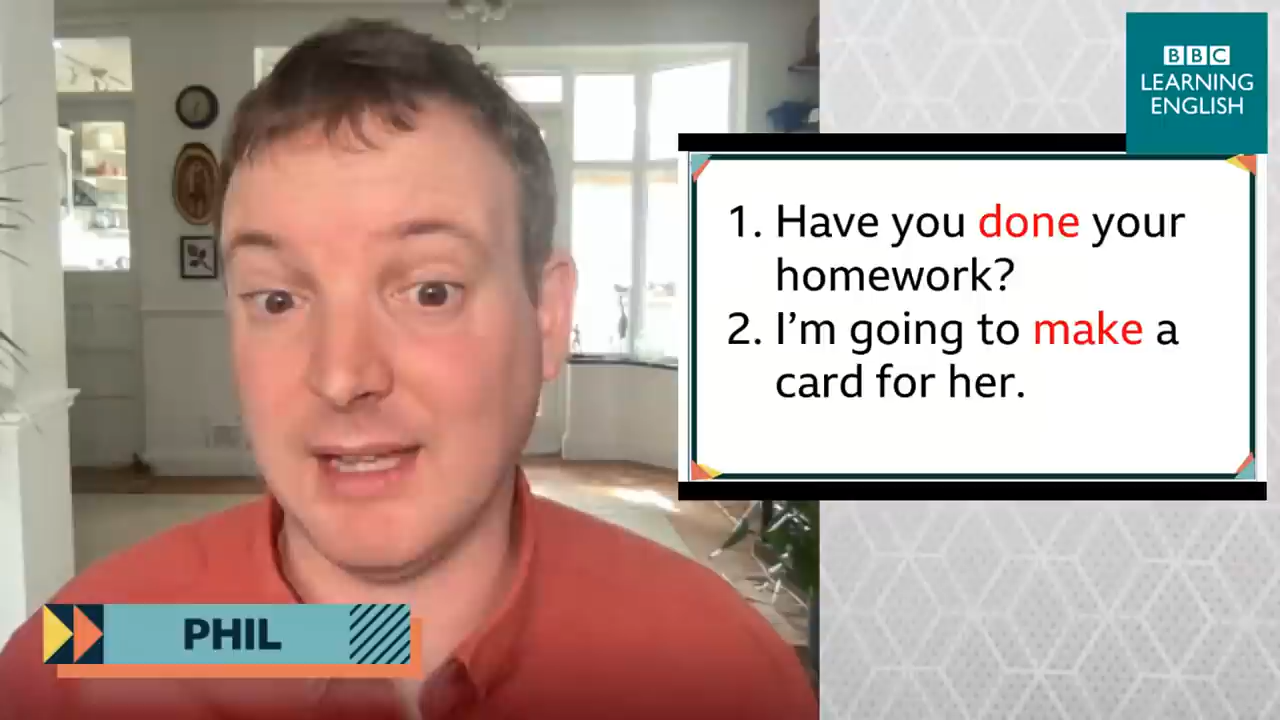 BBC
LEARNING
ENGLISH
1. Have you done your
homework?
2. I’m going to make a
card for her.
PHIL